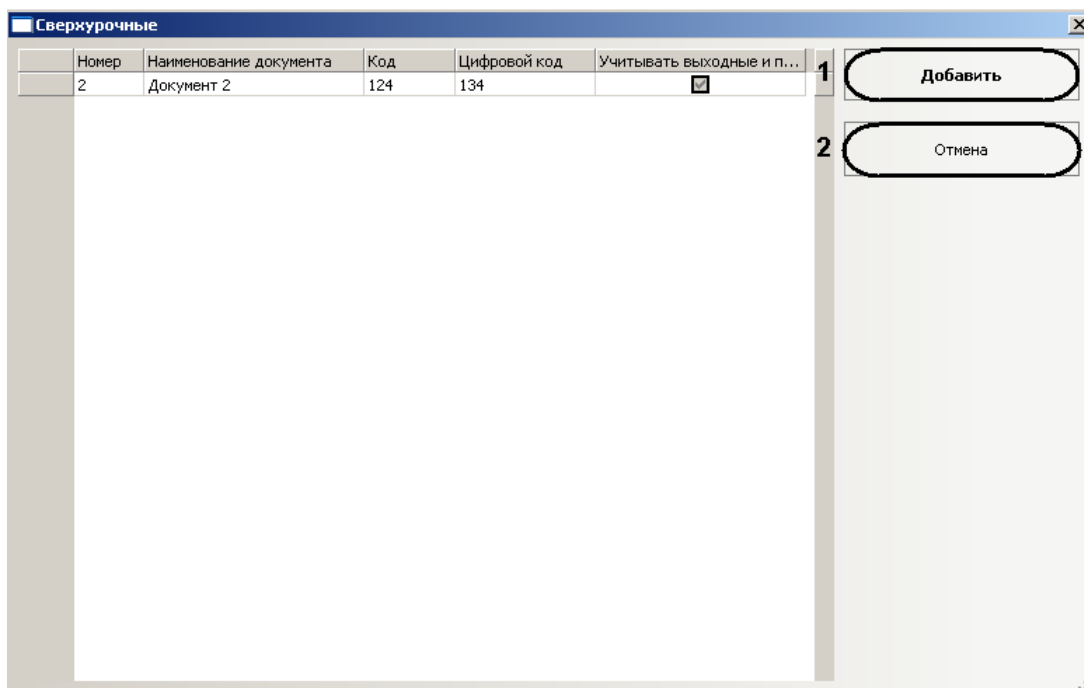 Сверхурочные
Номер Наименование документа Код Цифровой код Учитывать выходные и п...
2 Документ 2 124 134
1 Добавить
2 Отмена